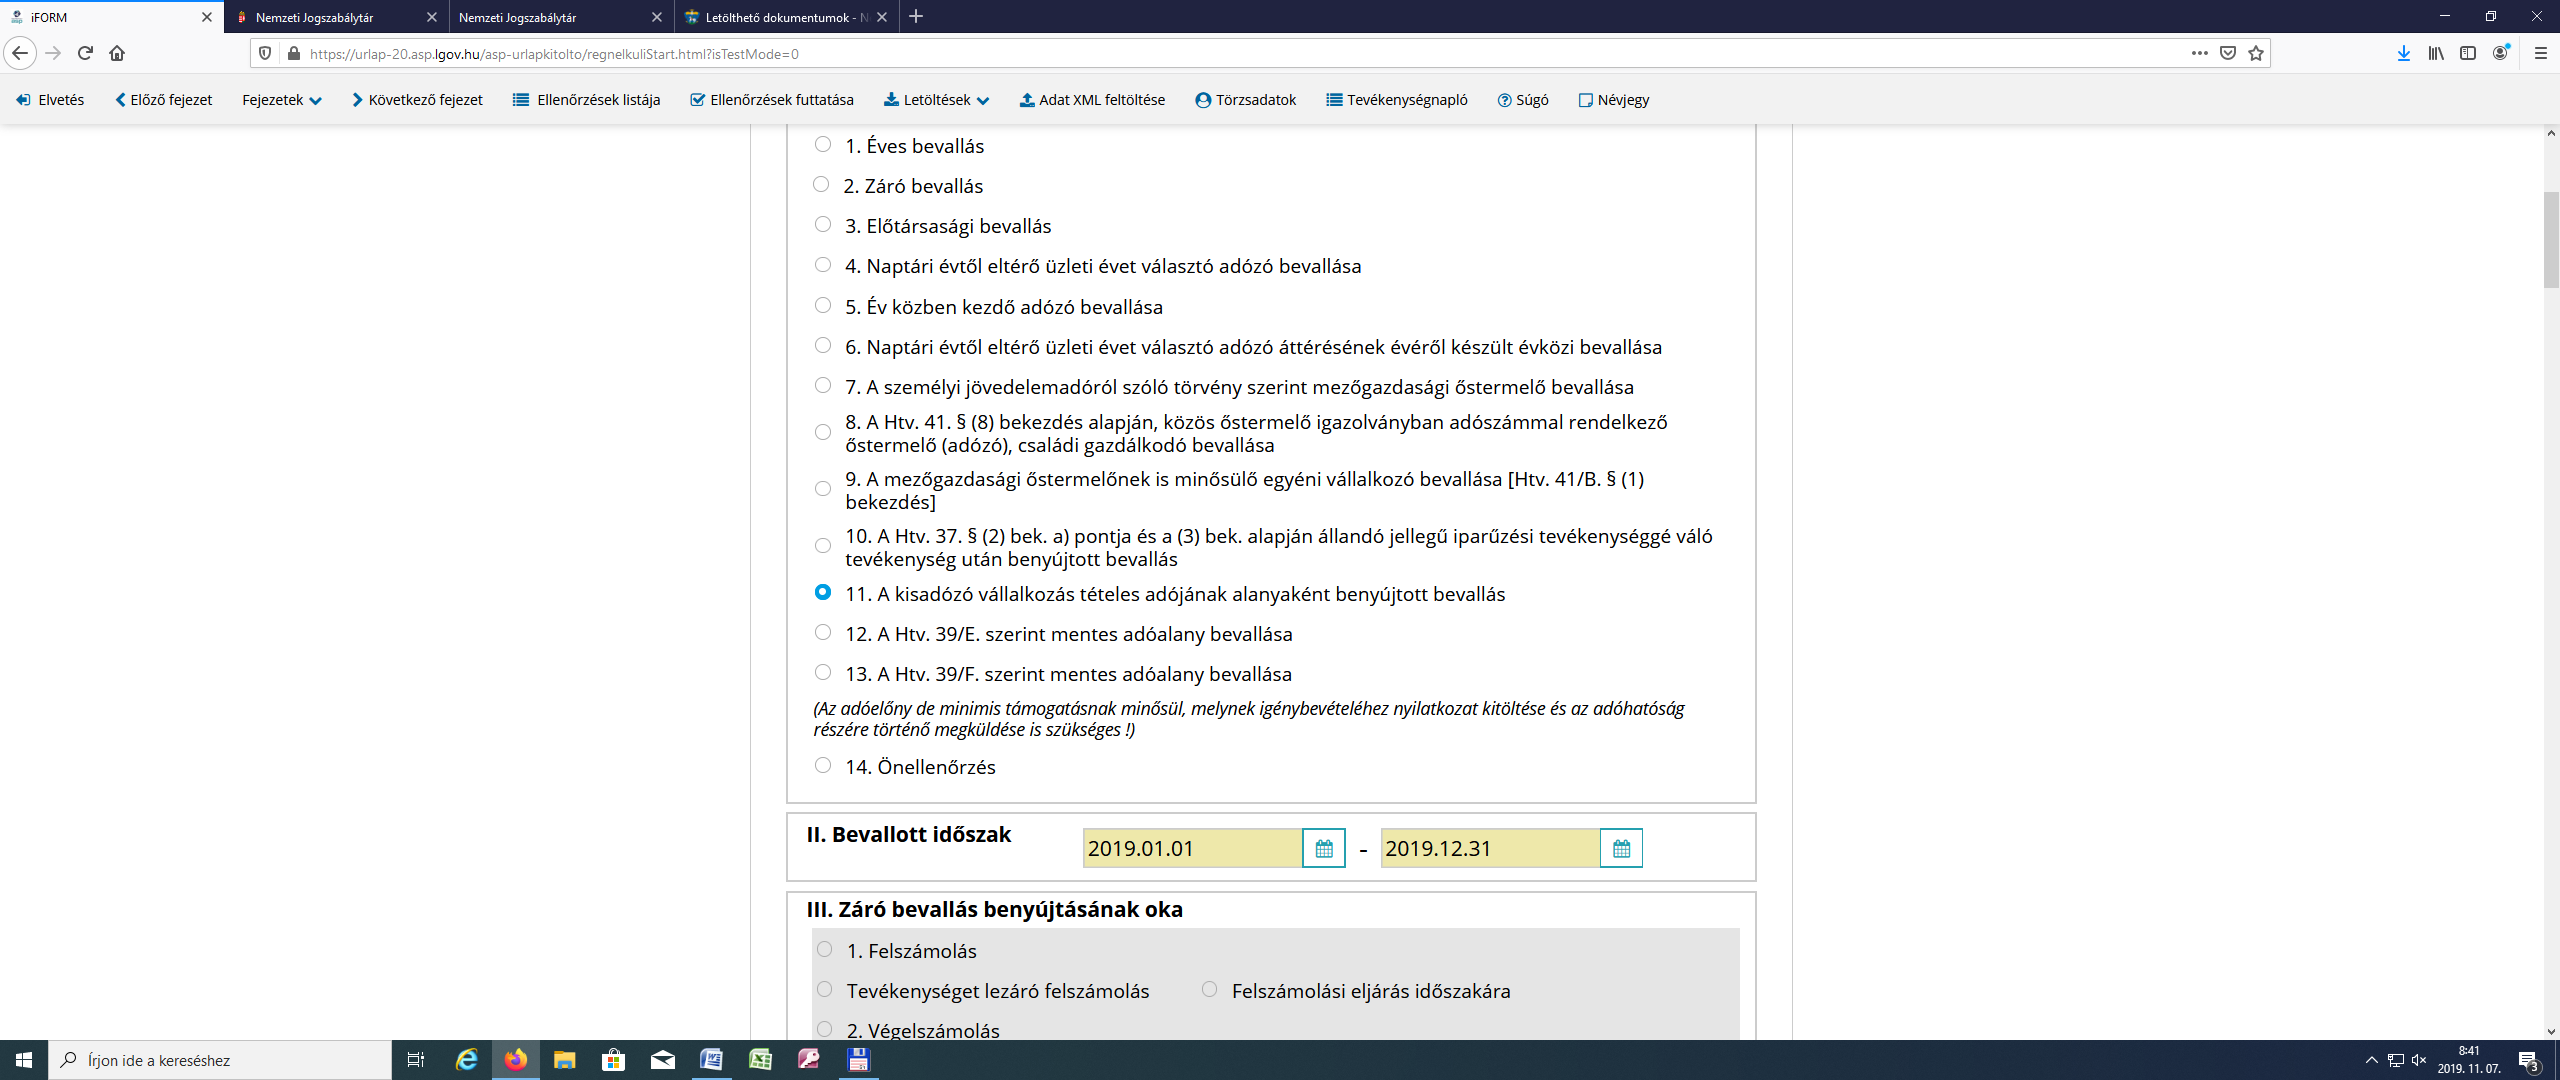 iFORM
Nemzeti Jogszabálytár
Nemzeti Jogszabálytár
Letölthető dokumentumok - N
https://urlap-20.asp.lgov.hu/asp-urlapkitolto/regnelkuliStart.html?isTestMode=0
Elvetés Előző fejezet Fejezetek Következő fejezet Ellenőrzések listája Ellenőrzések futtatása Letöltések Adat XML feltöltése Törzsadatok Tevékenységnapló Súgó Névjegy
1. Éves bevallás
2. Záró bevallás
3. Előtársasági bevallás
4. Naptári évtől eltérő üzleti évet választó adózó bevallása
5. Év közben kezdő adózó bevallása
6. Naptári évtől eltérő üzleti évet választó adózó áttérésének évéről készült évközi bevallása
7. A személyi jövedelemadóról szóló törvény szerint mezőgazdasági őstermelő bevallása
8. A Htv. 41. § (8) bekezdés alapján, közös őstermelő igazolványban adószámmal rendelkező
őstermelő (adózó), családi gazdálkodó bevallása
9. A mezőgazdasági őstermelőnek is minősülő egyéni vállalkozó bevallása [Htv. 41/B. § (1)
bekezdés]
10. A Htv. 37. § (2) bek. a) pontja és a (3) bek. alapján állandó jellegű iparűzési tevékenységgé váló
tevékenység után benyújtott bevallás
11. A kisadózó vállalkozás tételes adójának alanyaként benyújtott bevallás
12. A Htv. 39/E. szerint mentes adóalany bevallása
13. A Htv. 39/F. szerint mentes adóalany bevallása
(Az adóelőny de minimis támogatásnak minősül, melynek igénybevételéhez nyilatkozat kitöltése és az adóhatóság
részére történő megküldése is szükséges !)
14. Önellenőrzés
II. Bevallott időszak 2019.01.01 - 2019.12.31
III. Záró bevallás benyújtásának oka
1. Felszámolás
Tevékenységet lezáró felszámolás Felszámolási eljárás időszakára
2. Végelszámolás
Írjon ide a kereséshez
8:41
2019. 11. 07.
3